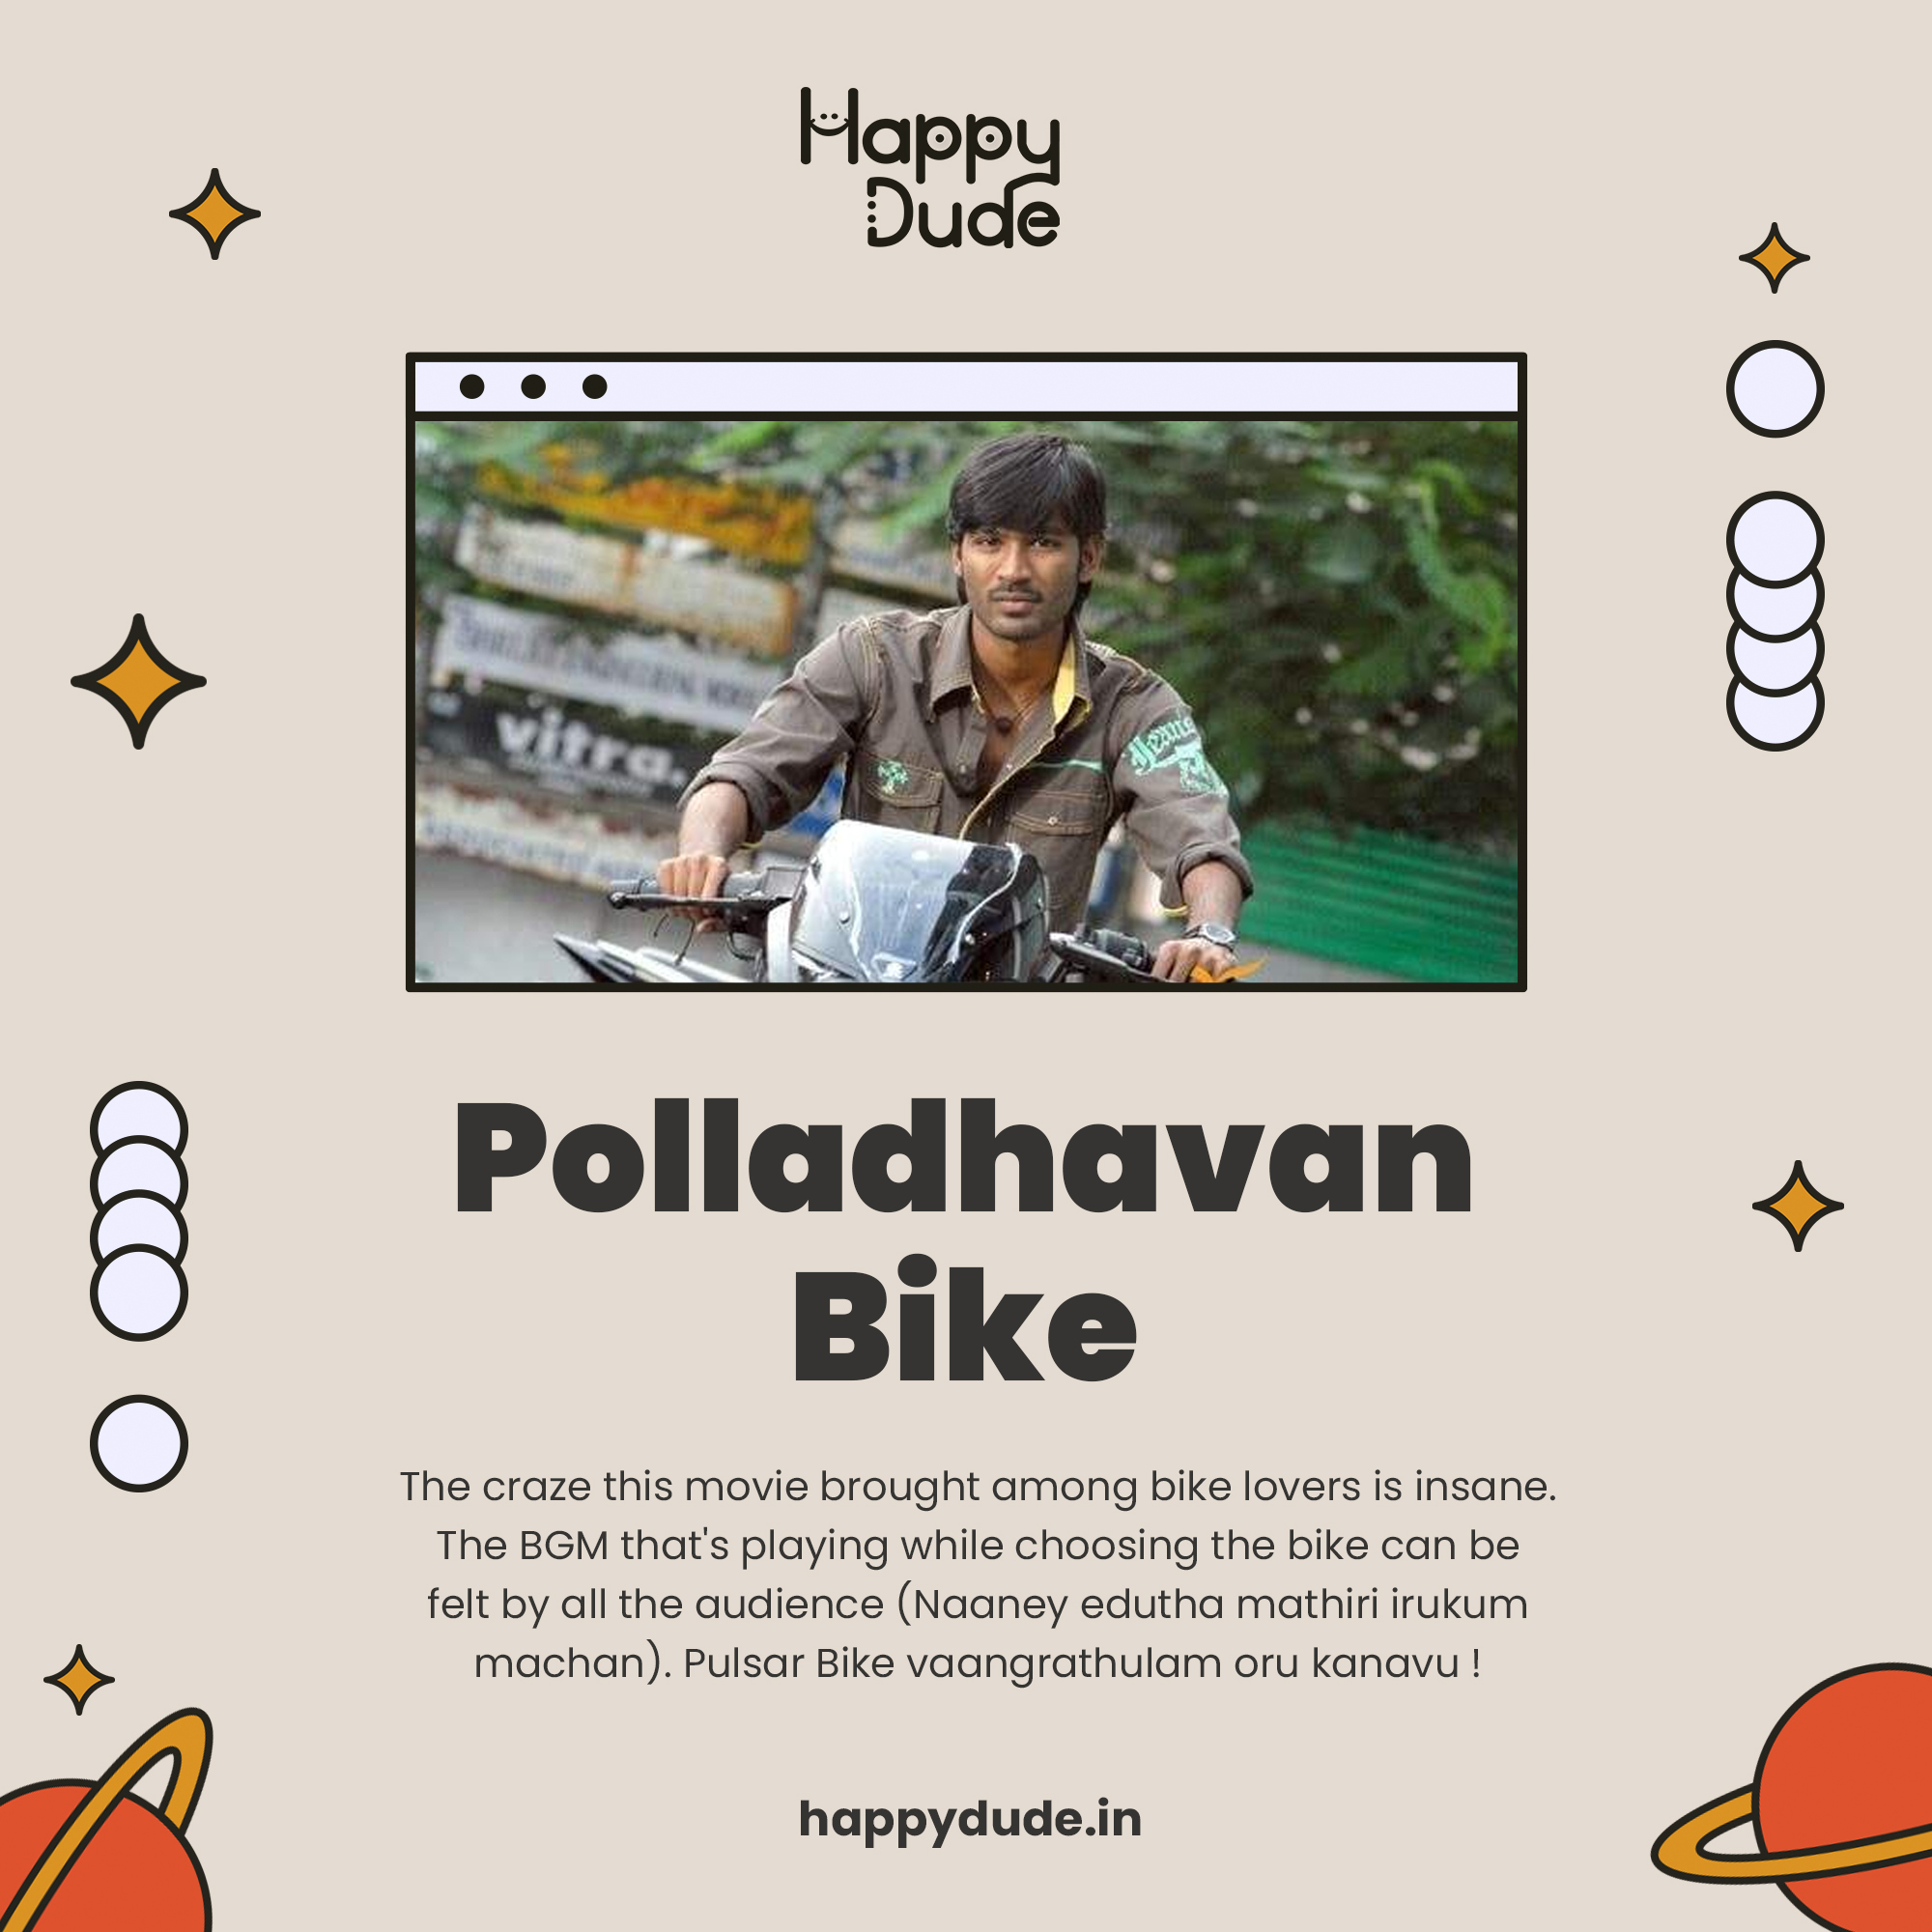 Happy
Dude
vitra.
Polladhavan
Bike
The craze this movie brought among bike lovers is insane.
The BGM that's playing while choosing the bike can be
felt by all the audience (Naaney edutha mathiri irukum
machan). Pulsar Bike vaangrathulam oru kanavu !
happydude.in